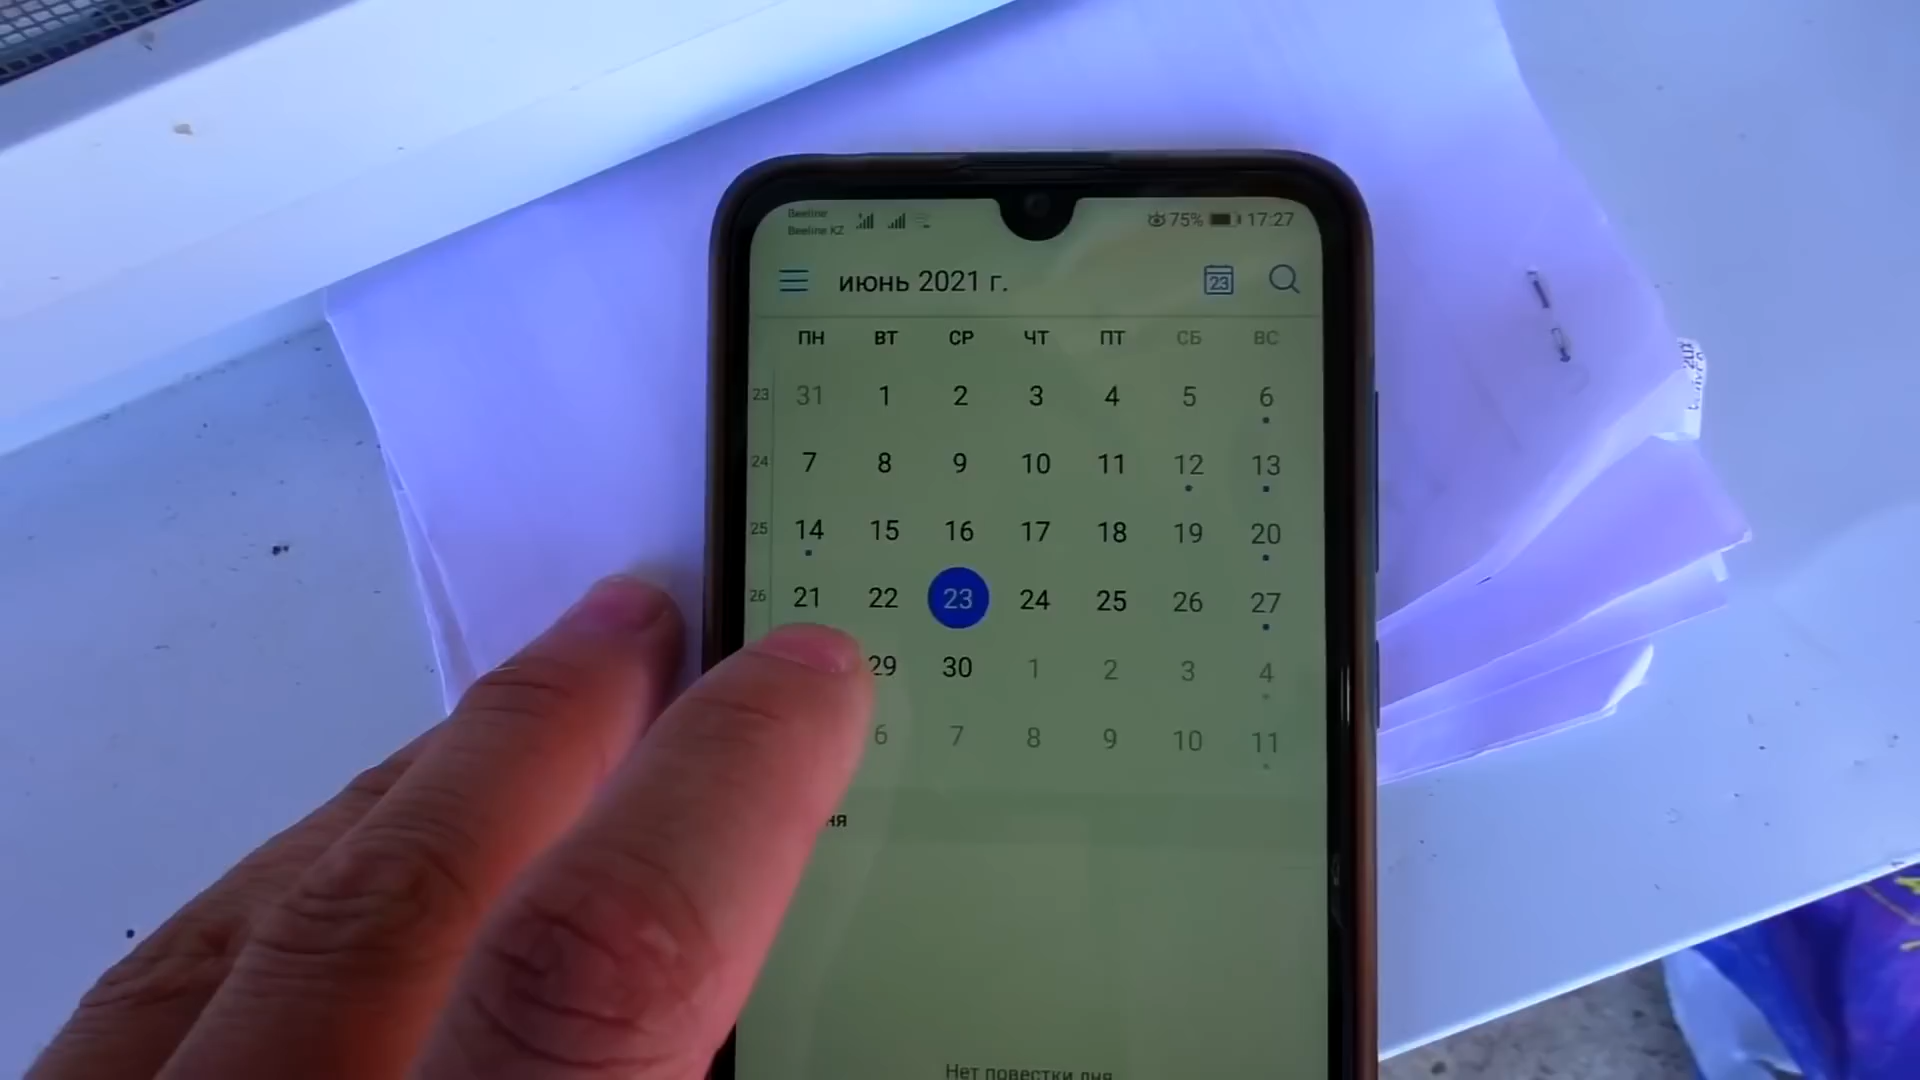 Beeline
Beeline KZ
75% 17:27
июнь 2021 г.
23
ПН ВТ СР ЧТ ПТ СБ ВС
23 31 1 2 3 4 5 6
24 7 8 9 10 11 12 13
25 14 15 16 17 18 19 20
26 21 22 23 24 25 26 27
29 30 1 2 3 4
6 7 8 9 10 11
ня
Нет повестки дня